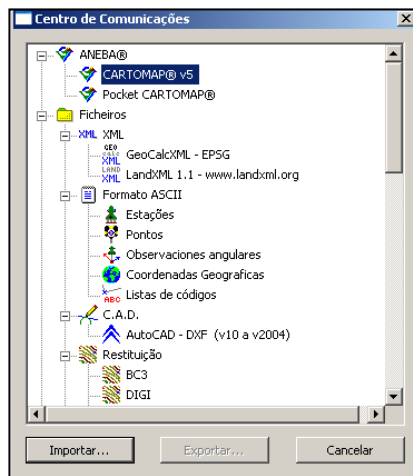 Centro de Comunicações
ANEBA®
CARTOMAP® v5
Pocket CARTOMAP®
Ficheiros
XML XML
GEO calc XML GeoCalcXML - EPSG
LAND XML LandXML 1.1 - www.landxml.org
Formato ASCII
Estações
Pontos
Observaciones angulares
Coordenadas Geograficas
ABC Listas de códigos
C.A.D.
AutoCAD - DXF (v10 a v2004)
Restituição
BC3
DIGI
Importar... Exportar... Cancelar